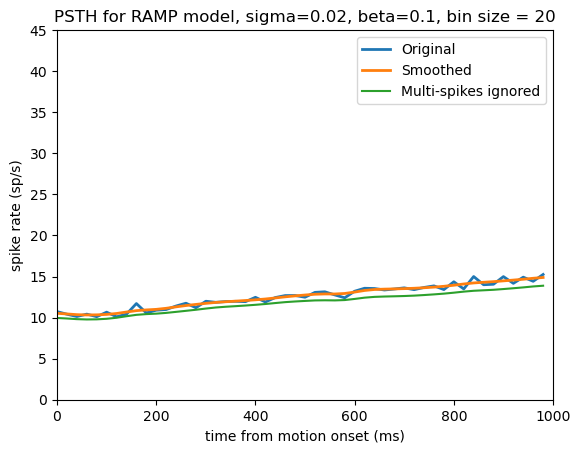 PSTH for RAMP model, sigma=0.02, beta=0.1, bin size = 20
45
40
35
30
25
20
15
10
5
0
spike rate (sp/s)
Original
Smoothed
Multi-spikes ignored
0 200 400 600 800 1000
time from motion onset (ms)